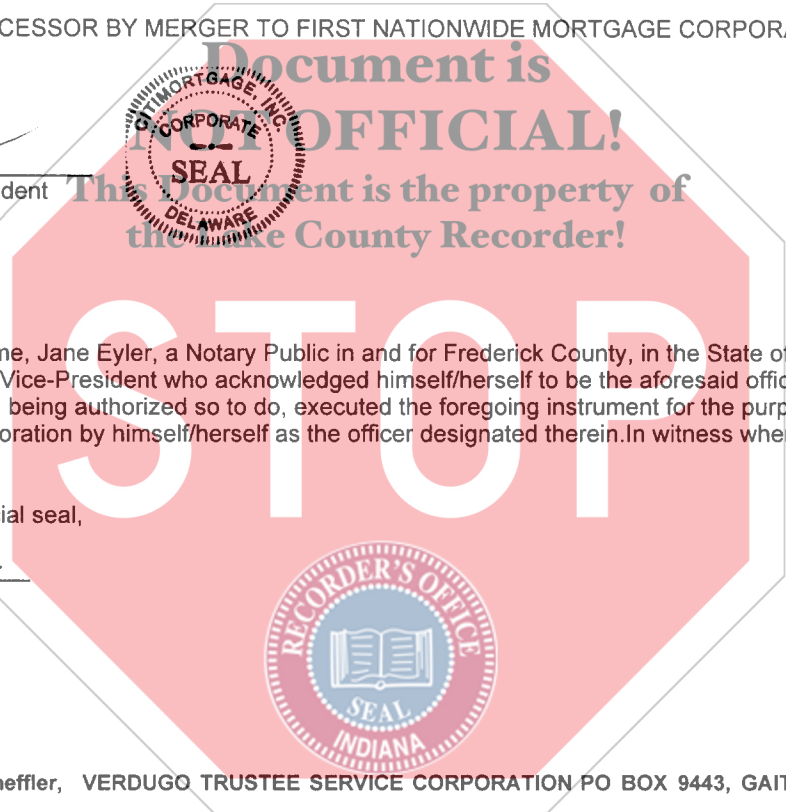 CESSOR BY MERGER TO FIRST NATIONWIDE MORTGAGE CORPORA
Document is
NOT OFFICIAL!
This Document is the property of
the Lake County Recorder!
CITIMORTGAGE, INC.
CORPORATE
SEAL
DELAWARE
dent
STOP
me, Jane Eyler, a Notary Public in and for Frederick County, in the State of
Vice-President who acknowledged himself/herself to be the aforesaid offic
being authorized so to do, executed the foregoing instrument for the purp
oration by himself/herself as the officer designated therein.In witness whe
ial seal,
RECORDER'S OFFICE
SEAL
INDIANA
neffler, VERDUGO TRUSTEE SERVICE CORPORATION PO BOX 9443, GAIT